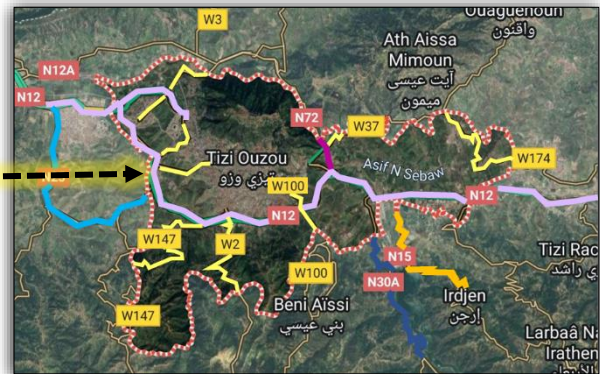 W3
Ouaguenoun
واقنون
Ath Aissa
Mimoun
آيت عيسى
ميمون
N12A
N12
N72
W37
Tizi Ouzou
تيزي وزو
Asif N Sebaw
W174
W100
N12
N12
W147
W2
W100
N15
N30A
Beni Aïssi
بني عيسي
Irdjen
إرجن
Tizi Rac
ي راشد
W147
Larbaâ Na
Irathen